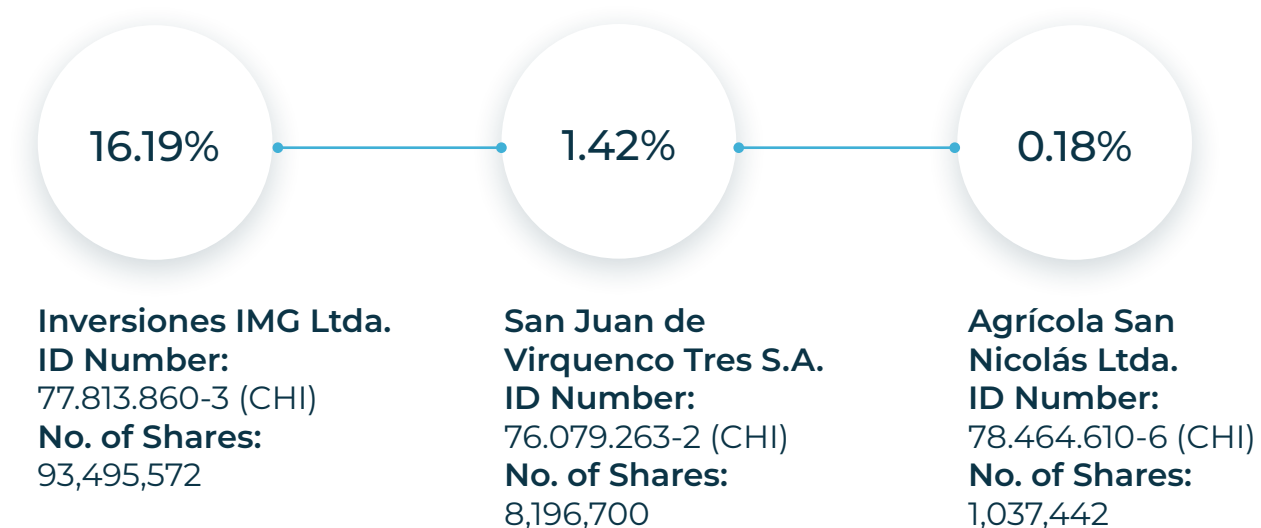 16.19%
1.42%
0.18%
Inversiones IMG Ltda.
ID Number:
77.813.860-3 (CHI)
No. of Shares:
93,495,572
San Juan de
Virquenco Tres S.A.
ID Number:
76.079.263-2 (CHI)
No. of Shares:
8,196,700
Agrícola San
Nicolás Ltda.
ID Number:
78.464.610-6 (CHI)
No. of Shares:
1,037,442